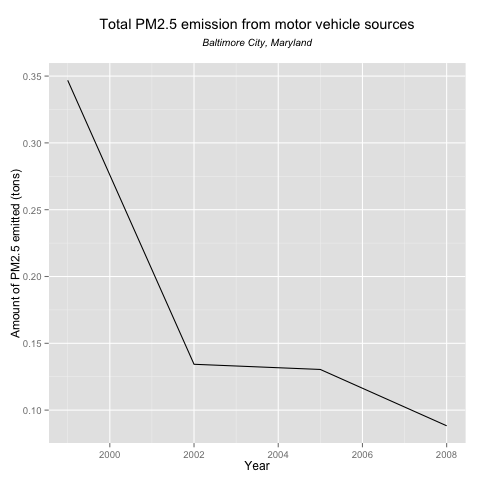 Total PM2.5 emission from motor vehicle sources
Baltimore City, Maryland
Amount of PM2.5 emitted (tons)
0.35
0.30
0.25
0.20
0.15
0.10
2000 2002 2004 2006 2008
Year